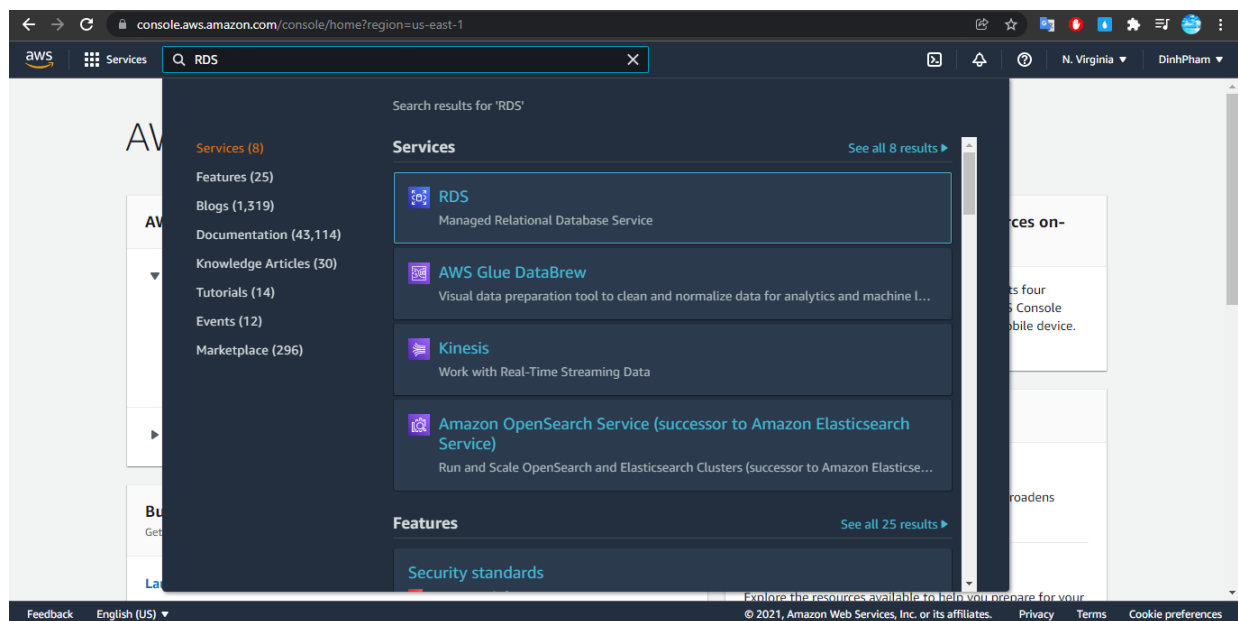 console.aws.amazon.com/console/home?region=us-east-1
aws
Services
RDS
N. Virginia
DinhPham
Search results for 'RDS'
Services (8)
Features (25)
Blogs (1,319)
Documentation (43,114)
Knowledge Articles (30)
Tutorials (14)
Events (12)
Marketplace (296)
Services
See all 8 results
RDS
Managed Relational Database Service
AWS Glue DataBrew
Visual data preparation tool to clean and normalize data for analytics and machine l...
Kinesis
Work with Real-Time Streaming Data
Amazon OpenSearch Service (successor to Amazon Elasticsearch
Service)
Run and Scale OpenSearch and Elasticsearch Clusters (successor to Amazon Elasticse...
Features
See all 25 results
Security standards
on-
four
Console
device.
Get
Explore the resources available to help you prepare for your
Feedback
English (US)
© 2021, Amazon Web Services, Inc. or its affiliates.
Privacy
Terms
Cookie preferences